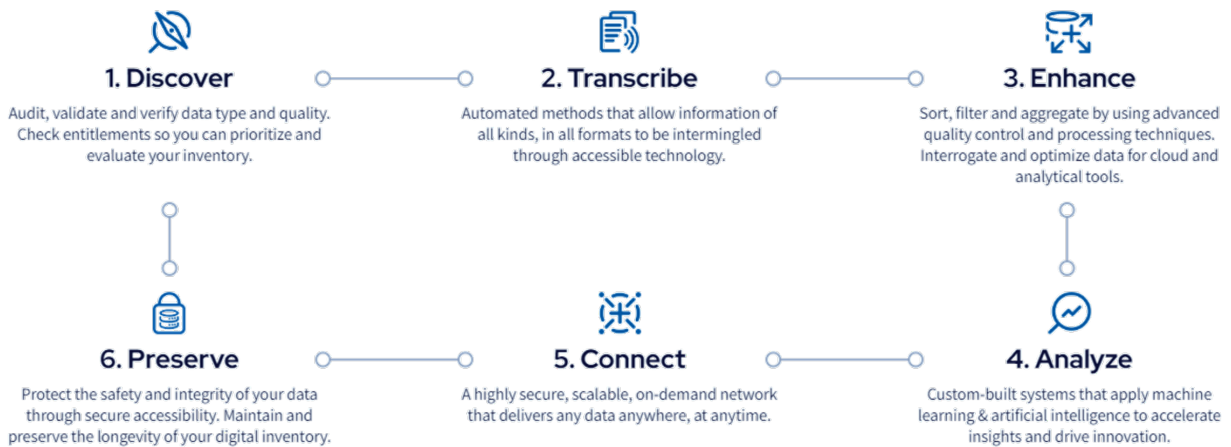 1. Discover
Audit, validate and verify data type and quality.
Check entitlements so you can prioritize and
evaluate your inventory.
2. Transcribe
Automated methods that allow information of
all kinds, in all formats to be intermingled
through accessible technology.
3. Enhance
Sort, filter and aggregate by using advanced
quality control and processing techniques.
Interrogate and optimize data for cloud and
analytical tools.
4. Analyze
Custom-built systems that apply machine
learning & artificial intelligence to accelerate
insights and drive innovation.
5. Connect
A highly secure, scalable, on-demand network
that delivers any data anywhere, at anytime.
6. Preserve
Protect the safety and integrity of your data
through secure accessibility. Maintain and
preserve the longevity of your digital inventory.